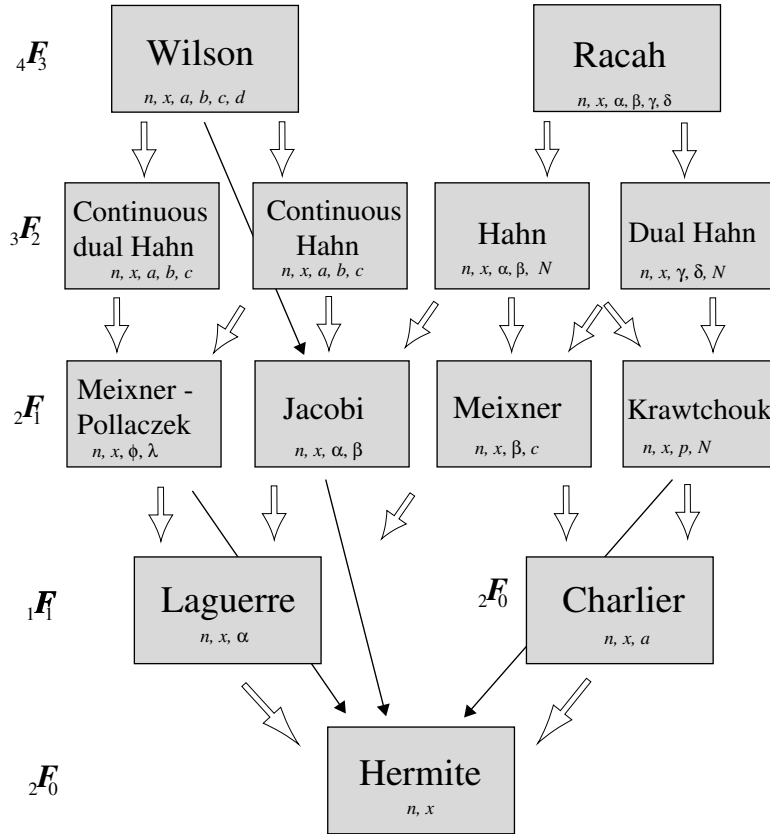 ₄F₃
Wilson
n, x, a, b, c, d
Racah
n, x, α, β, γ, δ
₃F₂
Continuous
dual Hahn
n, x, a, b, c
Continuous
Hahn
n, x, a, b, c
Hahn
n, x, α, β, N
Dual Hahn
n, x, γ, δ, N
₂F₁
Meixner -
Pollaczek
n, x, ϕ, λ
Jacobi
n, x, α, β
Meixner
n, x, β, c
Krawtchouk
n, x, p, N
₁F₁
Laguerre
n, x, α
₂F₀
Charlier
n, x, a
₂F₀
Hermite
n, x